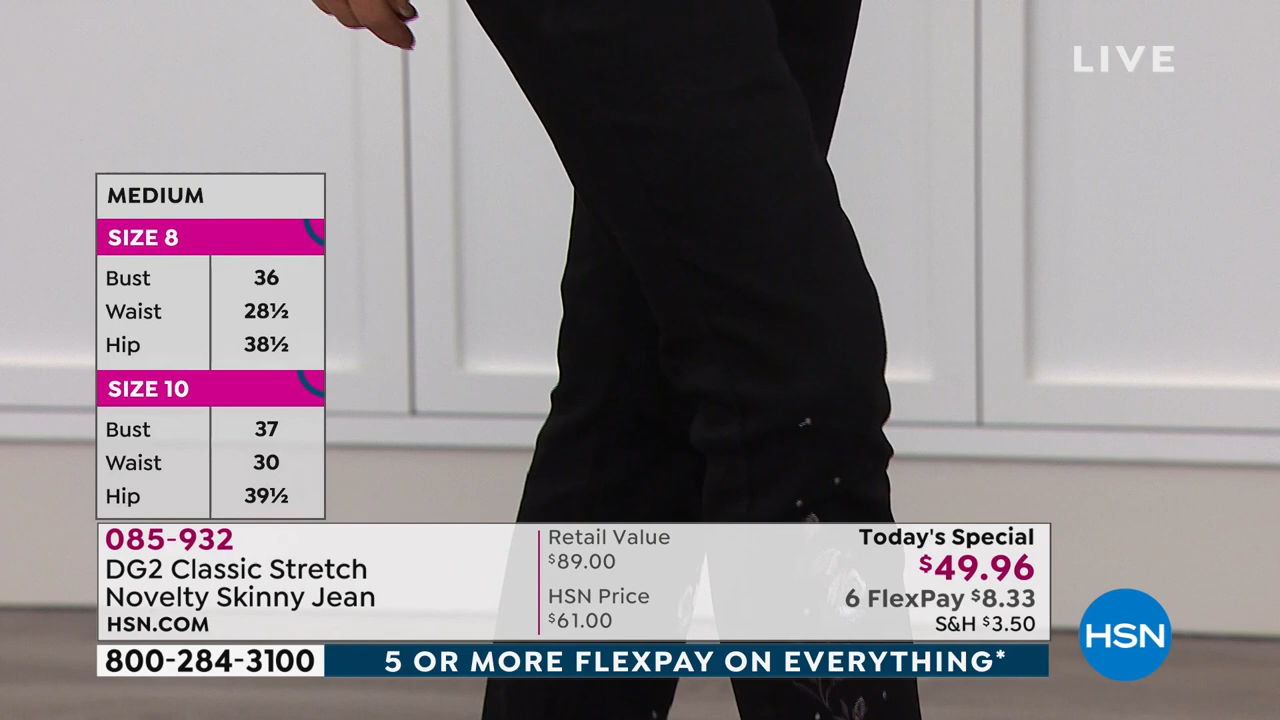 LIVE
MEDIUM
SIZE 8
Bust 36
Waist 28½
Hip 38½
SIZE 10
Bust 37
Waist 30
Hip 39½
085-932
DG2 Classic Stretch
Novelty Skinny Jean
HSN.COM
Retail Value
$89.00
HSN Price
$61.00
Today's Special
$49.96
6 FlexPay $8.33
S&H $3.50
800-284-3100
5 OR MORE FLEXPAY ON EVERYTHING*
HSN